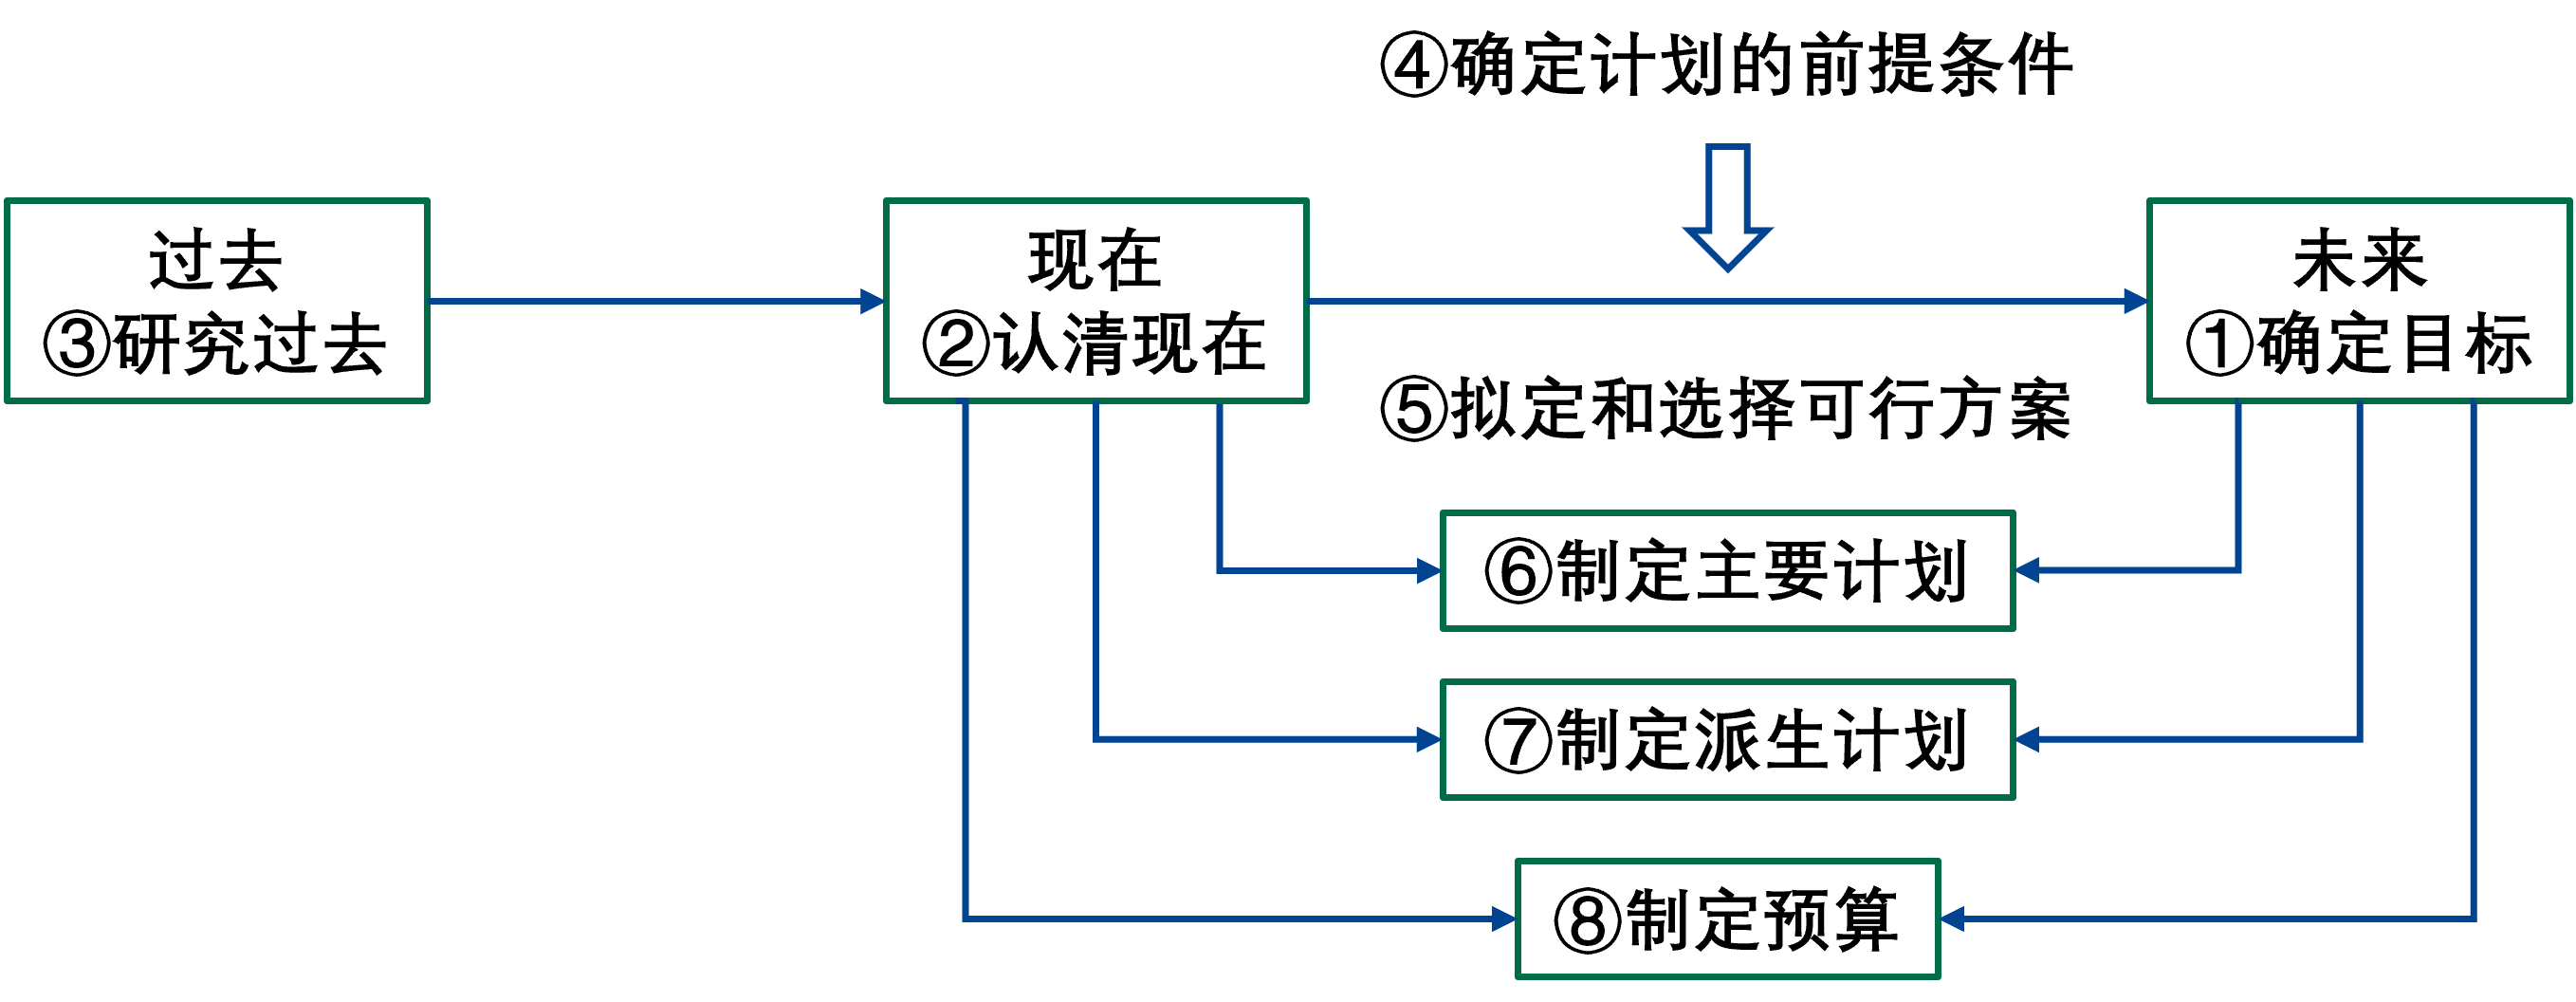 ④确定计划的前提条件
过去
③研究过去
现在
②认清现在
未来
①确定目标
⑤拟定和选择可行方案
⑥制定主要计划
⑦制定派生计划
⑧制定预算